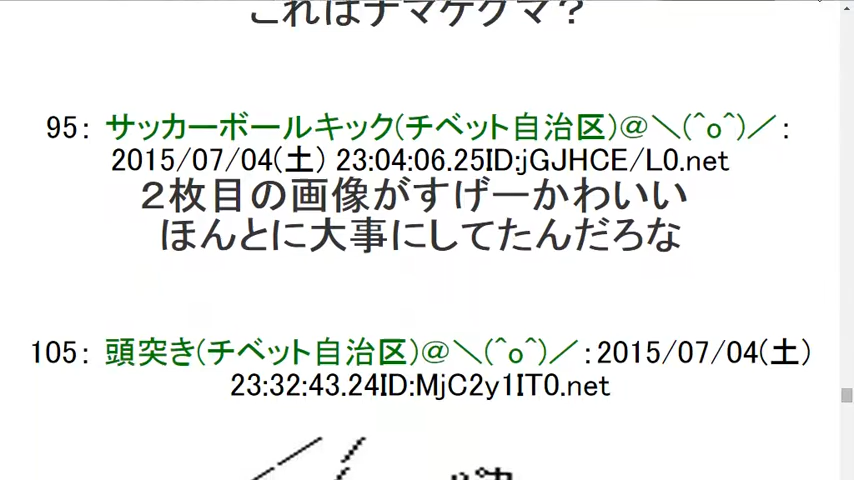 これはナマケグマ？
95: サッカーボールキック(チベット自治区)@＼(^o^)／:
2015/07/04(土) 23:04:06.25ID:jGJHCE/L0.net
２枚目の画像がすげーかわいい
ほんとに大事にしてたんだろな
105: 頭突き(チベット自治区)@＼(^o^)／:2015/07/04(土)
23:32:43.24ID:MjC2y1IT0.net